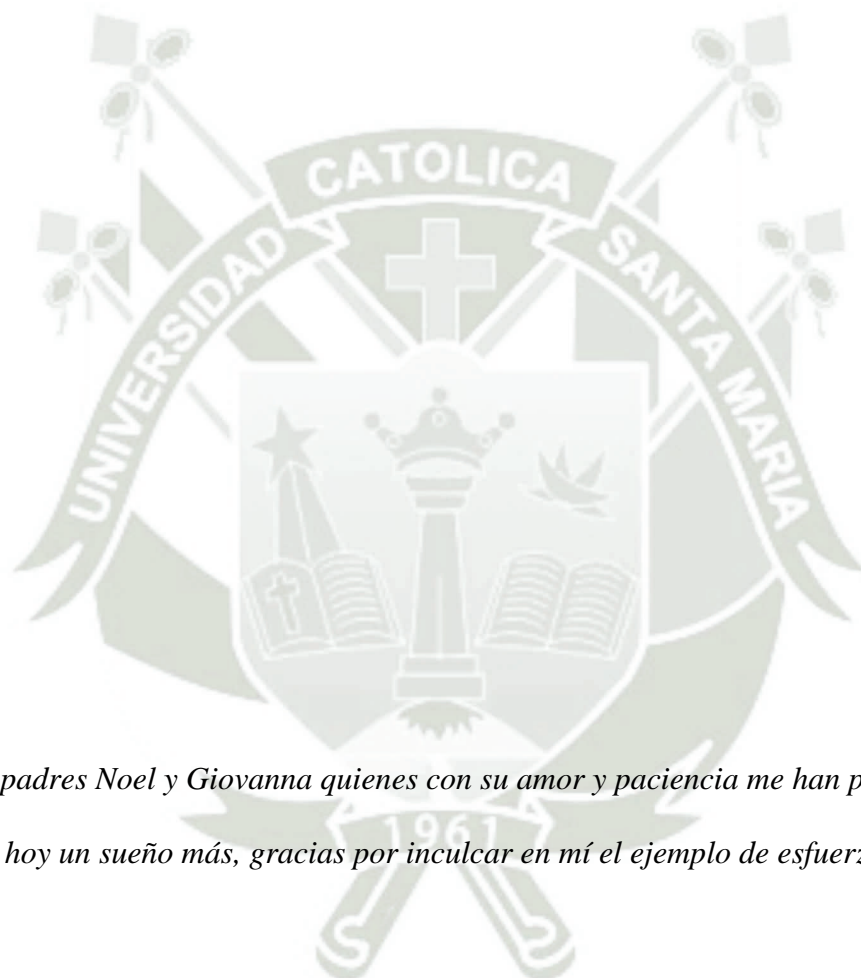 CATOLICA
UNIVERSIDAD
SANTA MARIA
padres Noel y Giovanna quienes con su amor y paciencia me han p
1961
hoy un sueño más, gracias por inculcar en mí el ejemplo de esfuerz